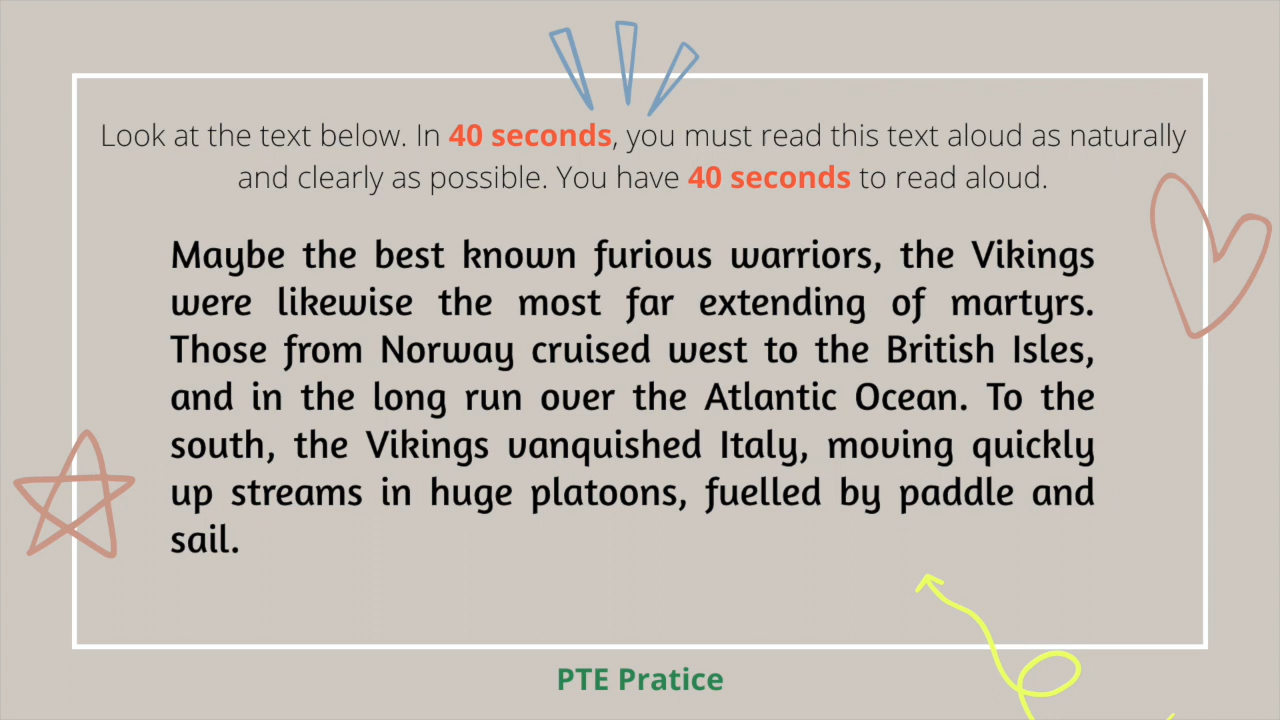 Look at the text below. In 40 seconds, you must read this text aloud as naturally
and clearly as possible. You have 40 seconds to read aloud.
Maybe the best known furious warriors, the Vikings
were likewise the most far extending of martyrs.
Those from Norway cruised west to the British Isles,
and in the long run over the Atlantic Ocean. To the
south, the Vikings vanquished Italy, moving quickly
up streams in huge platoons, fuelled by paddle and
sail.
PTE Pratice